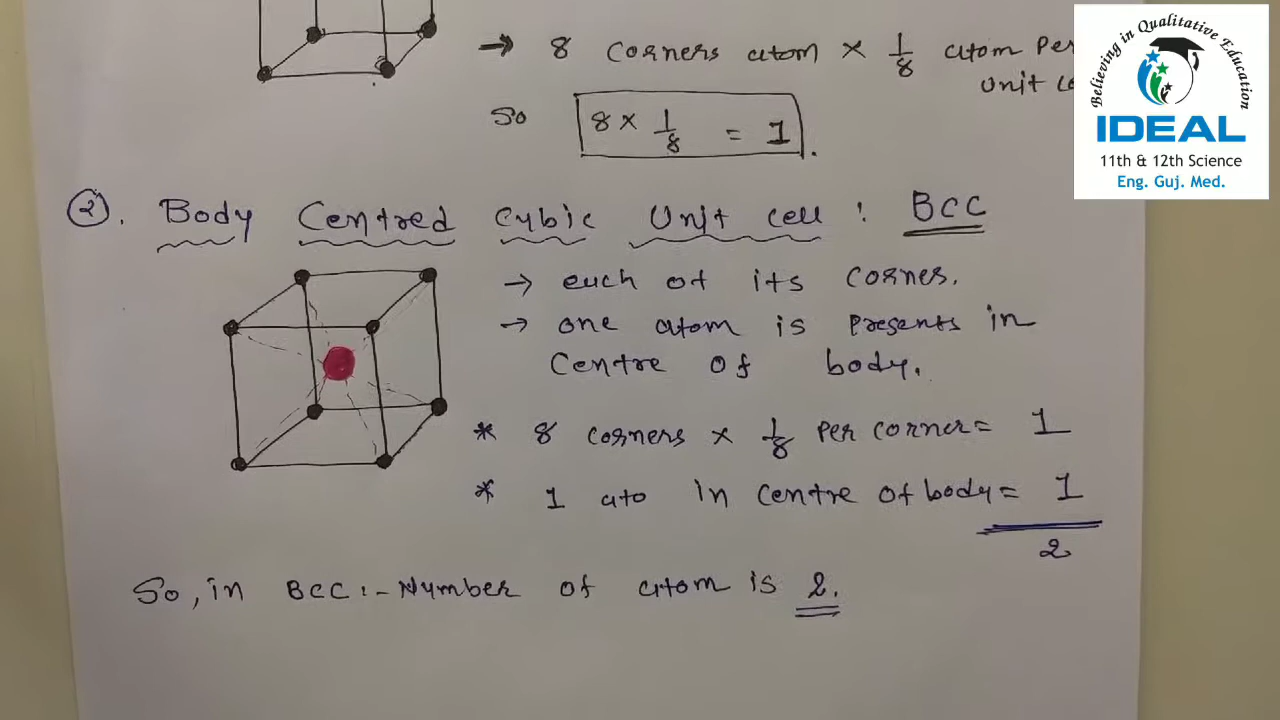 → 8 corners atom × 1/8 atom per
unit ce
So 8 × 1/8 = 1.
Believing in Qualitative Education
IDEAL
11th & 12th Science
Eng. Guj. Med.
(2). Body Centred Cybic Unit cell : BCC
→ each of its corner.
→ one atom is presents in
Centre of body.
* 8 corners × 1/8 per corner = 1
* 1 ato in centre of body = 1
2
So, in BCC :- Number of atom is 2.